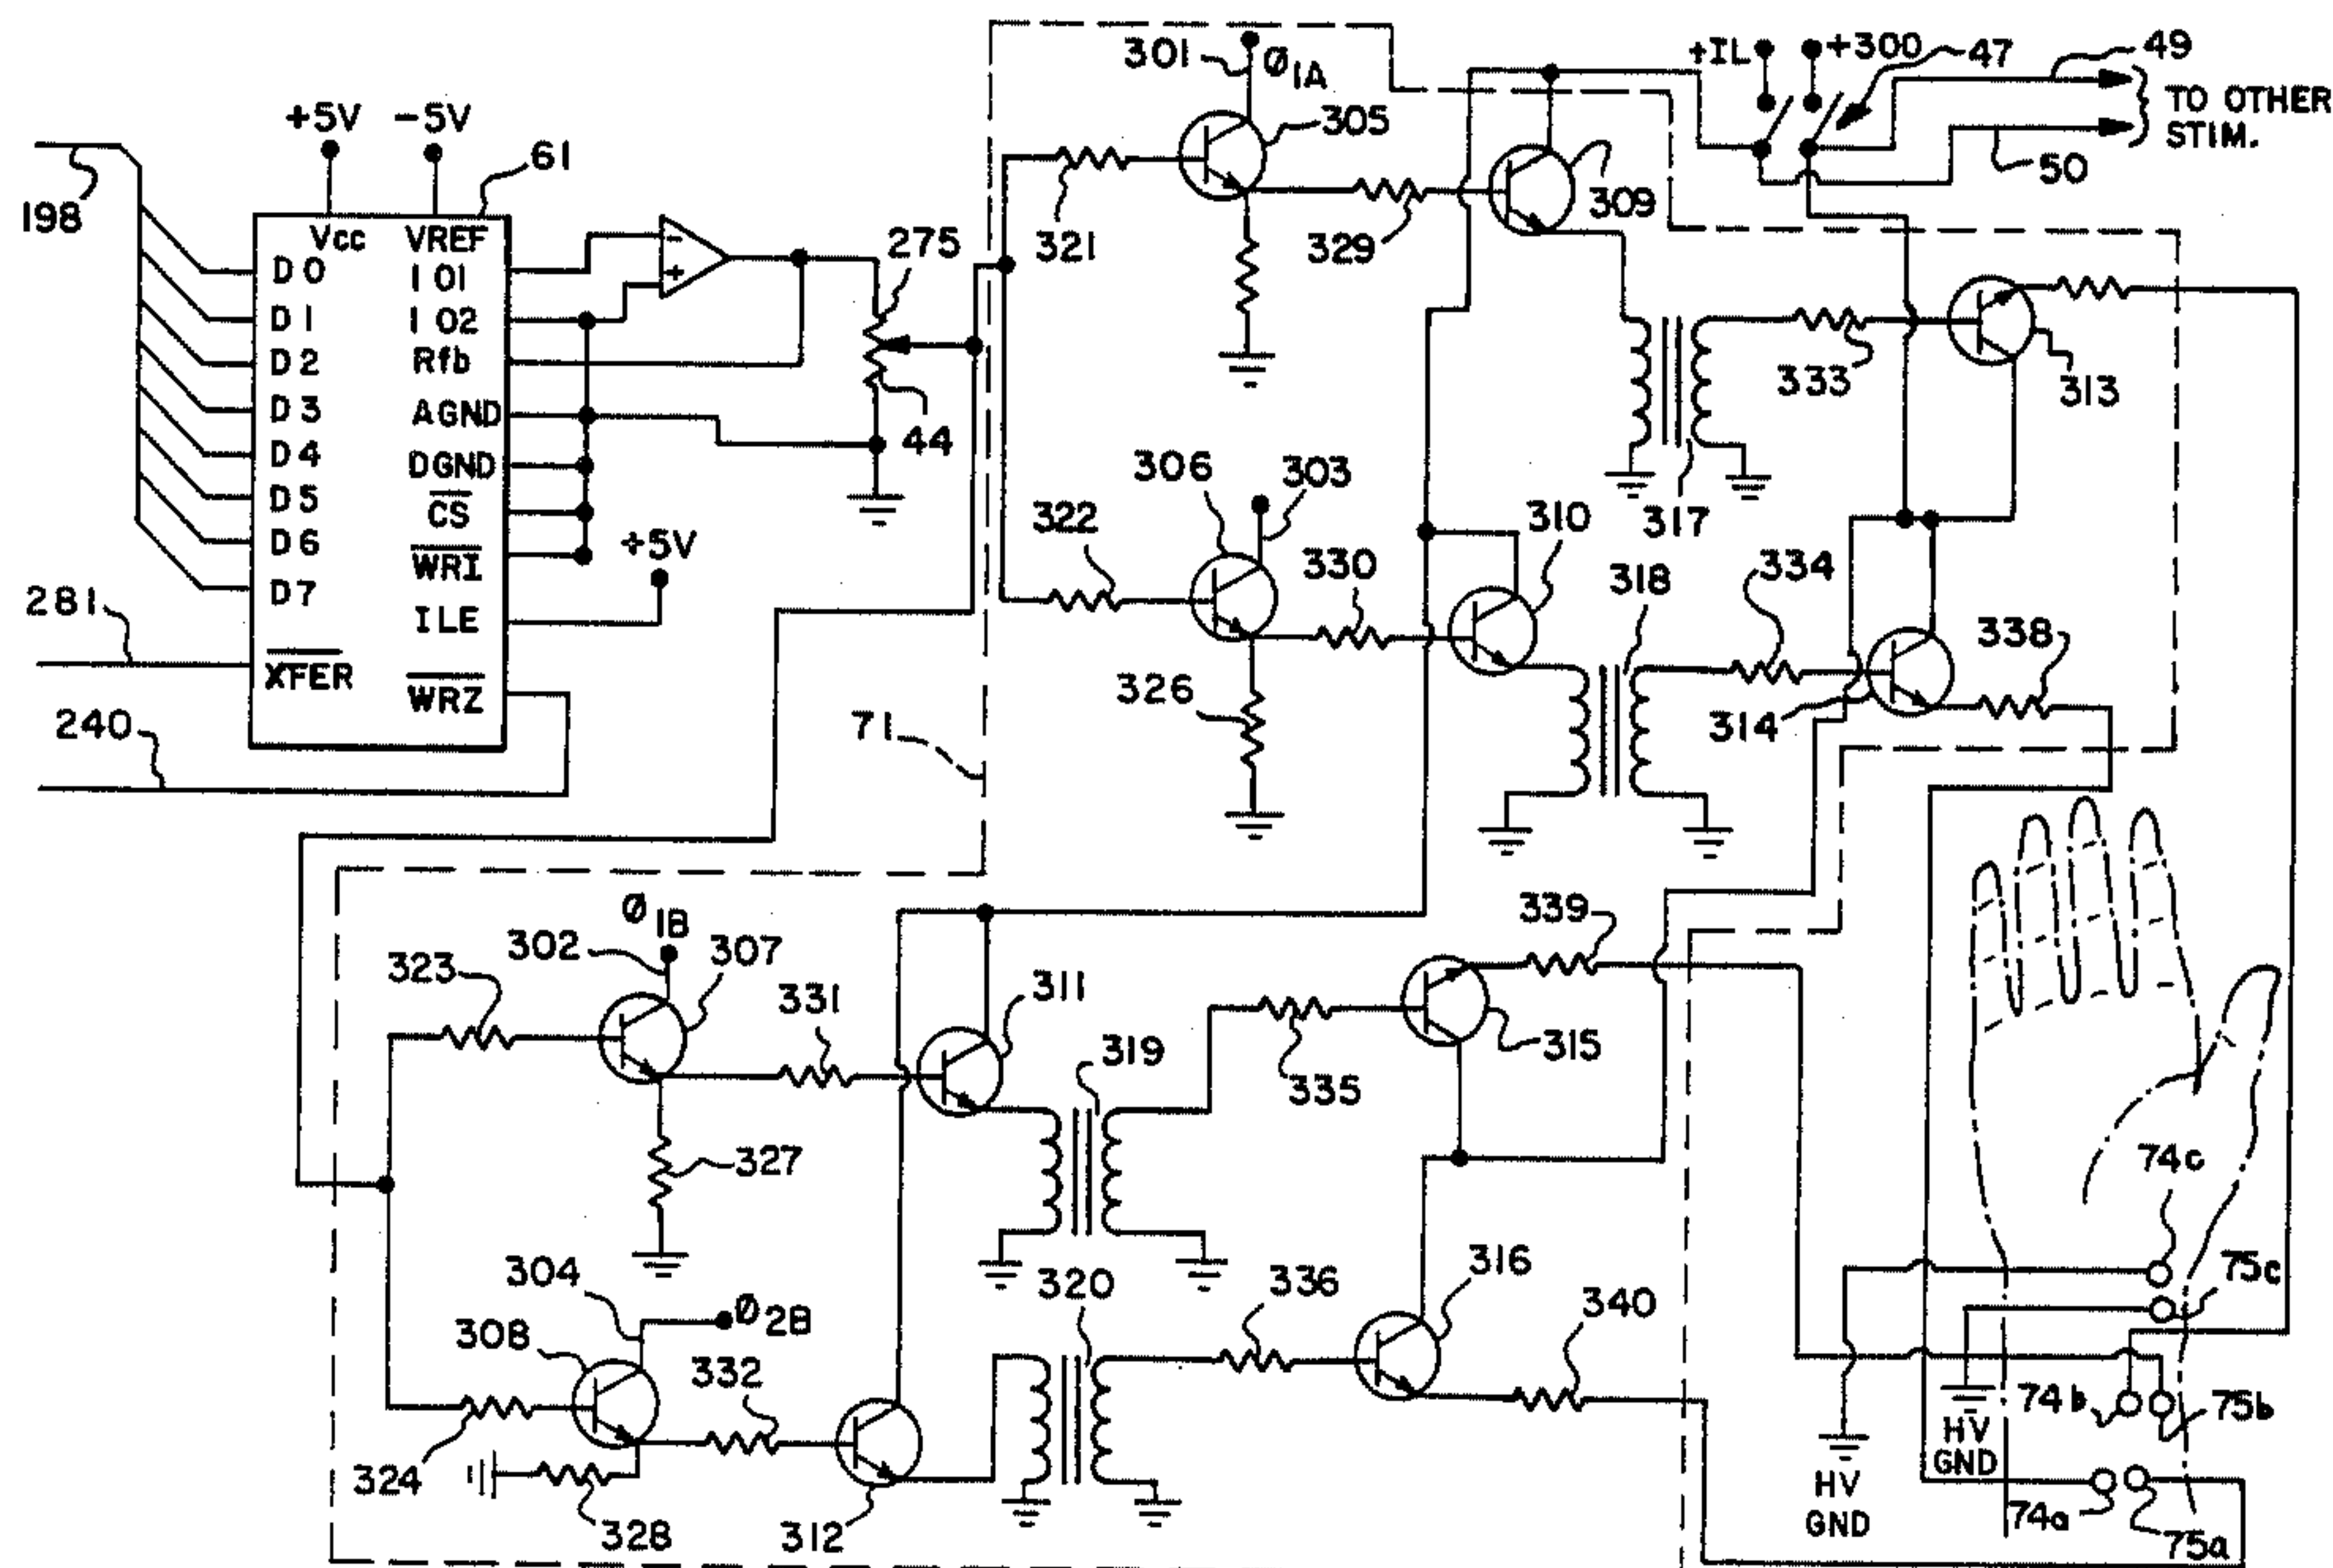 301
Ø1A
+IL
+300
47
49
TO OTHER
STIM.
50
305
309
+5V
-5V
61
198
Vcc
VREF
D0
IO1
D1
IO2
D2
Rfb
D3
AGND
D4
DGND
D5
CS
D6
WR1
D7
ILE
XFER
WRZ
+5V
281
240
275
44
321
329
333
313
317
306
303
322
330
310
318
334
338
314
326
71
Ø1B
302
307
323
331
311
319
339
335
315
327
304
Ø2B
308
332
320
336
316
340
324
328
312
74c
75c
74b
75b
HV
GND
HV
GND
74a
75a